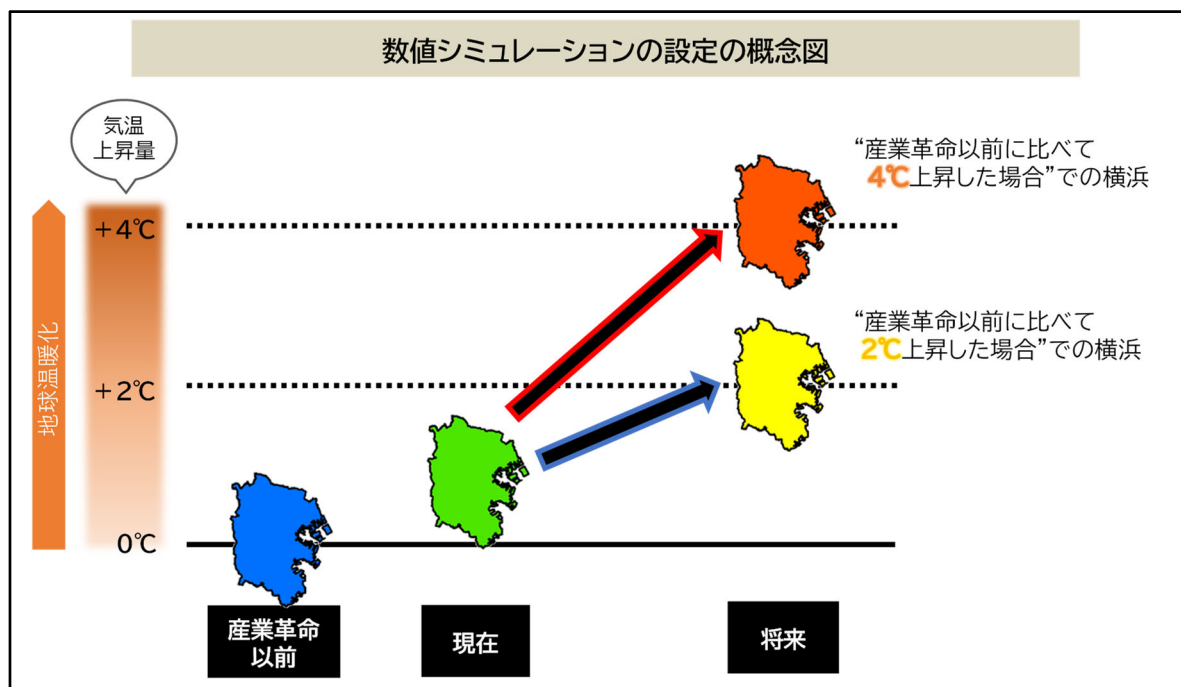 数値シミュレーションの設定の概念図
気温
上昇量
“産業革命以前に比べて
4℃上昇した場合”での横浜
+4℃
“産業革命以前に比べて
2℃上昇した場合”での横浜
+2℃
地球温暖化
0℃
産業革命
以前
現在
将来